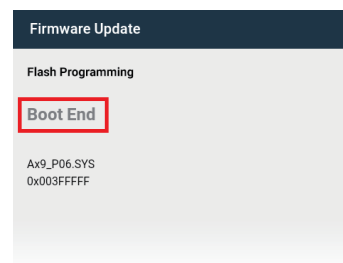 Firmware Update
Flash Programming
Boot End
Ax9_P06.SYS
0x003FFFFF